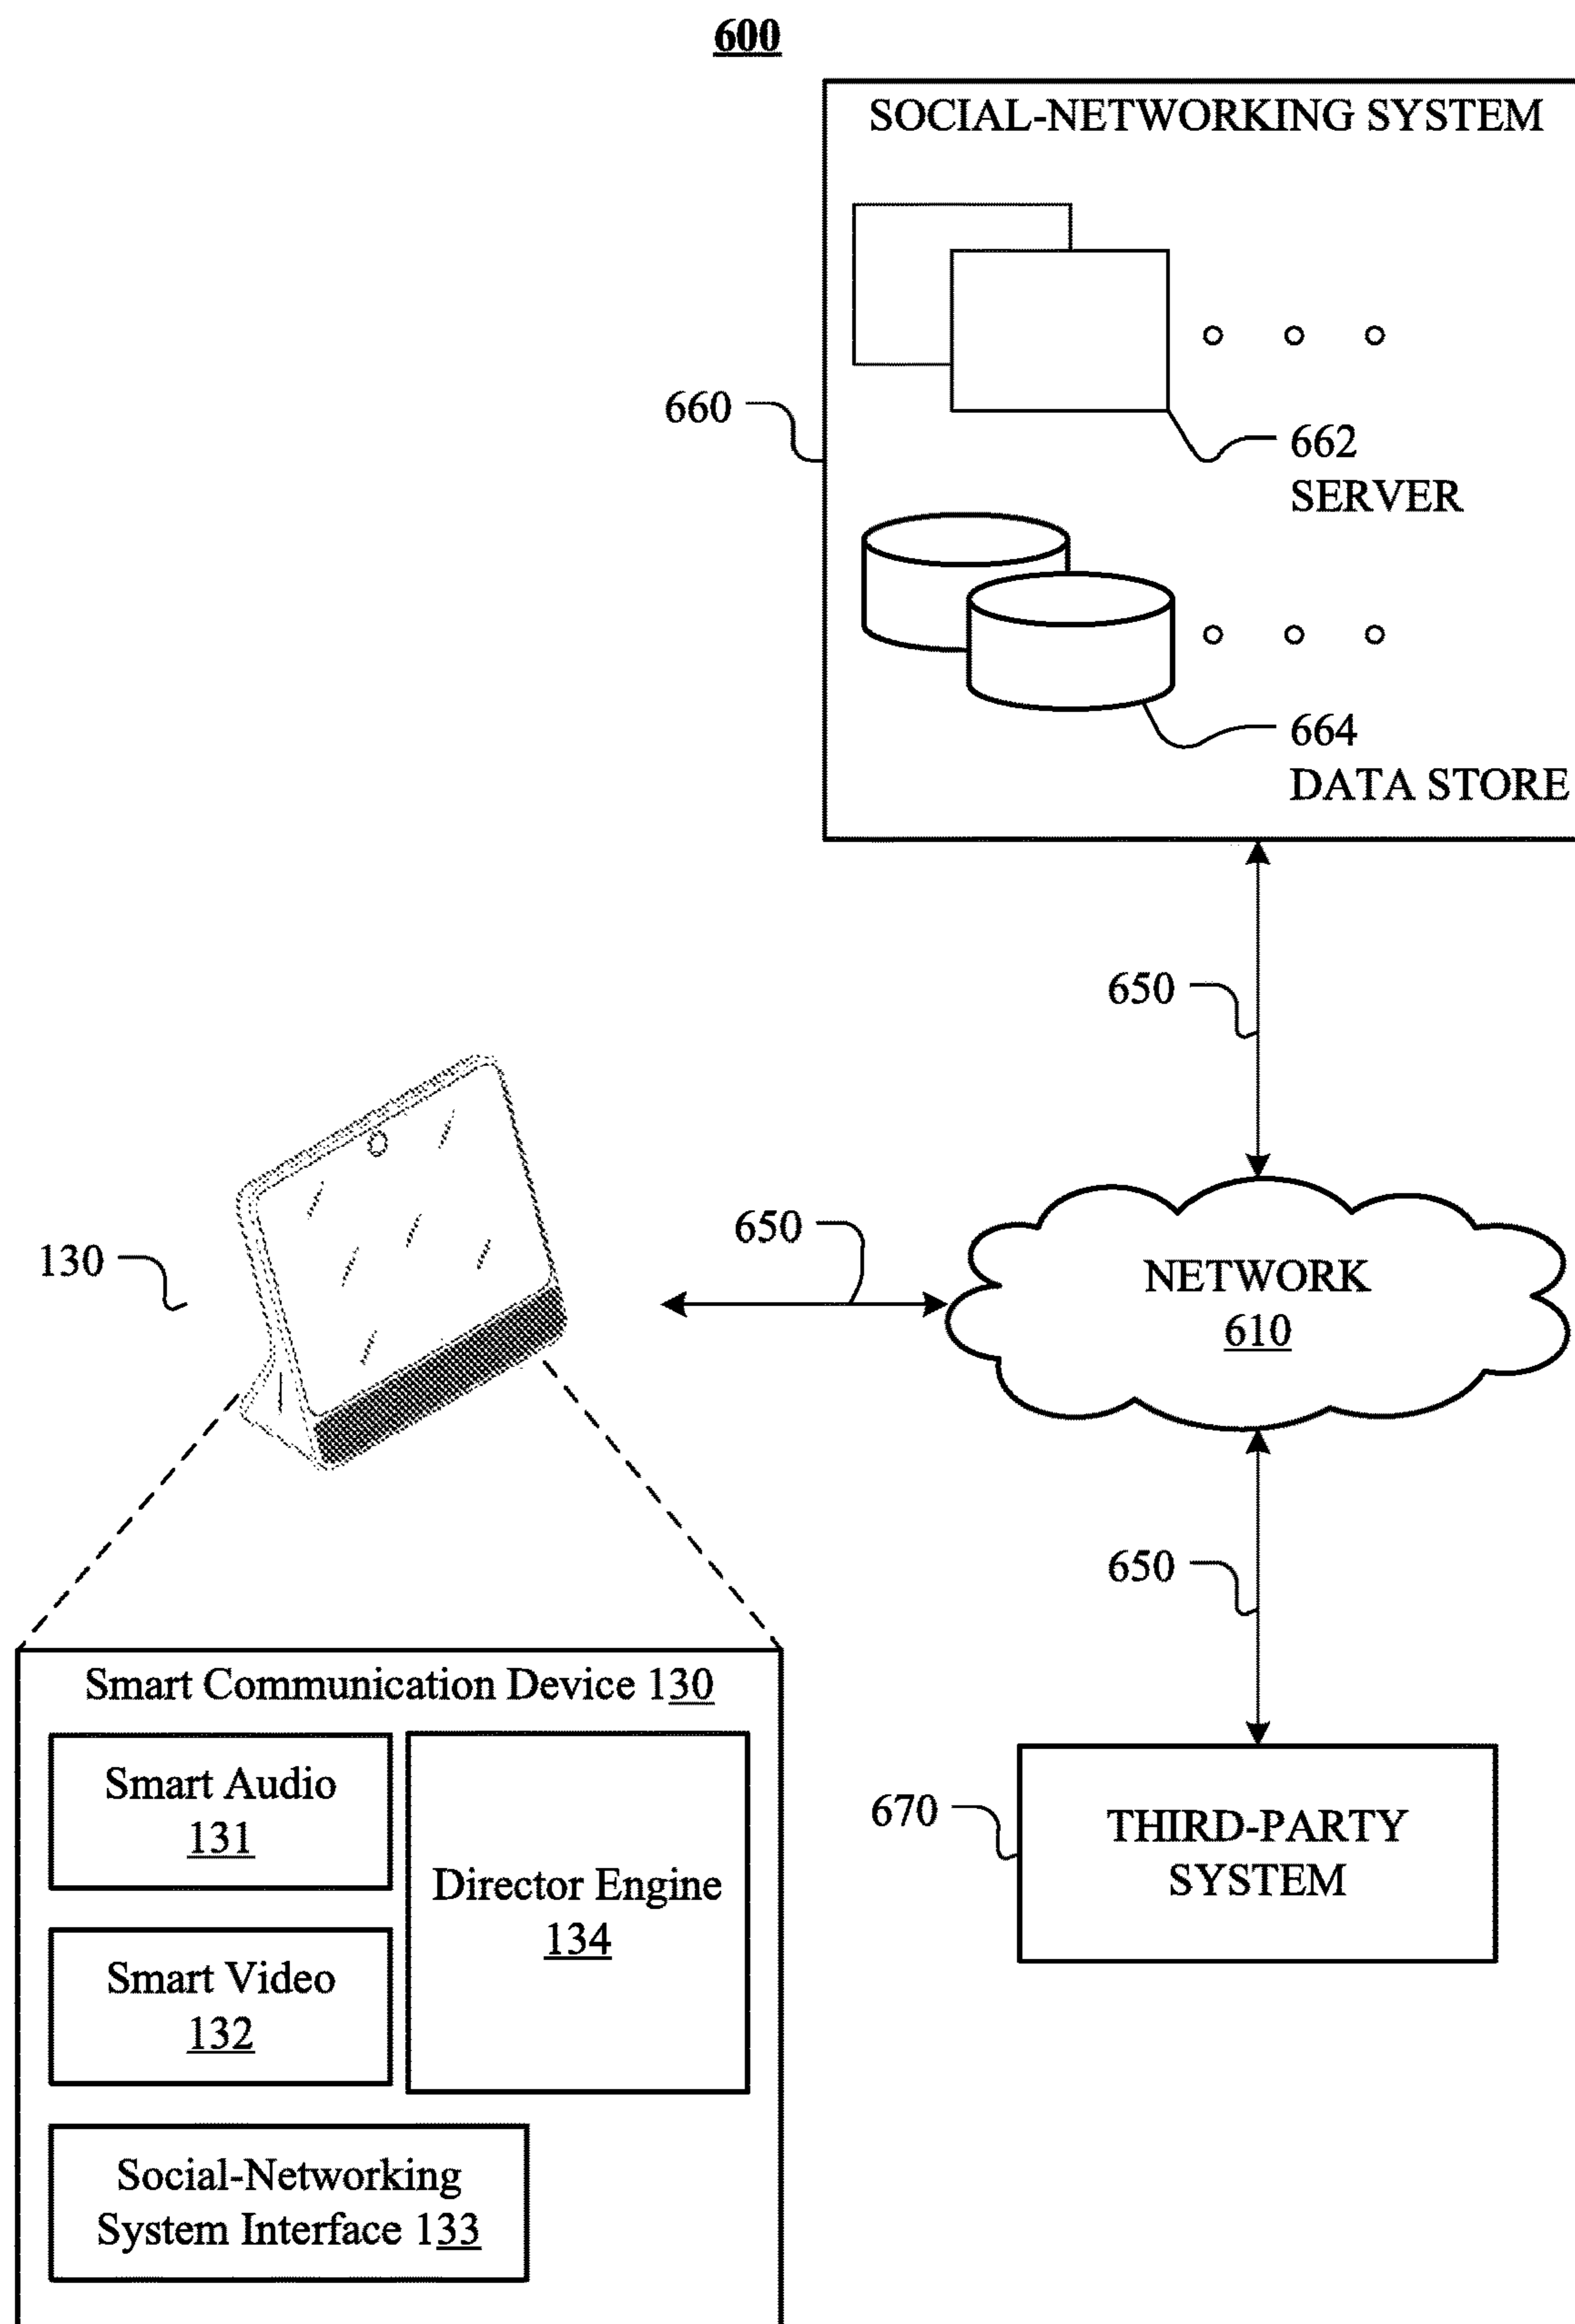 600
SOCIAL-NETWORKING SYSTEM
660
662
SERVER
664
DATA STORE
650
130
650
NETWORK
610
650
Smart Communication Device 130
Smart Audio
131
Director Engine
134
Smart Video
132
Social-Networking
System Interface 133
670
THIRD-PARTY
SYSTEM